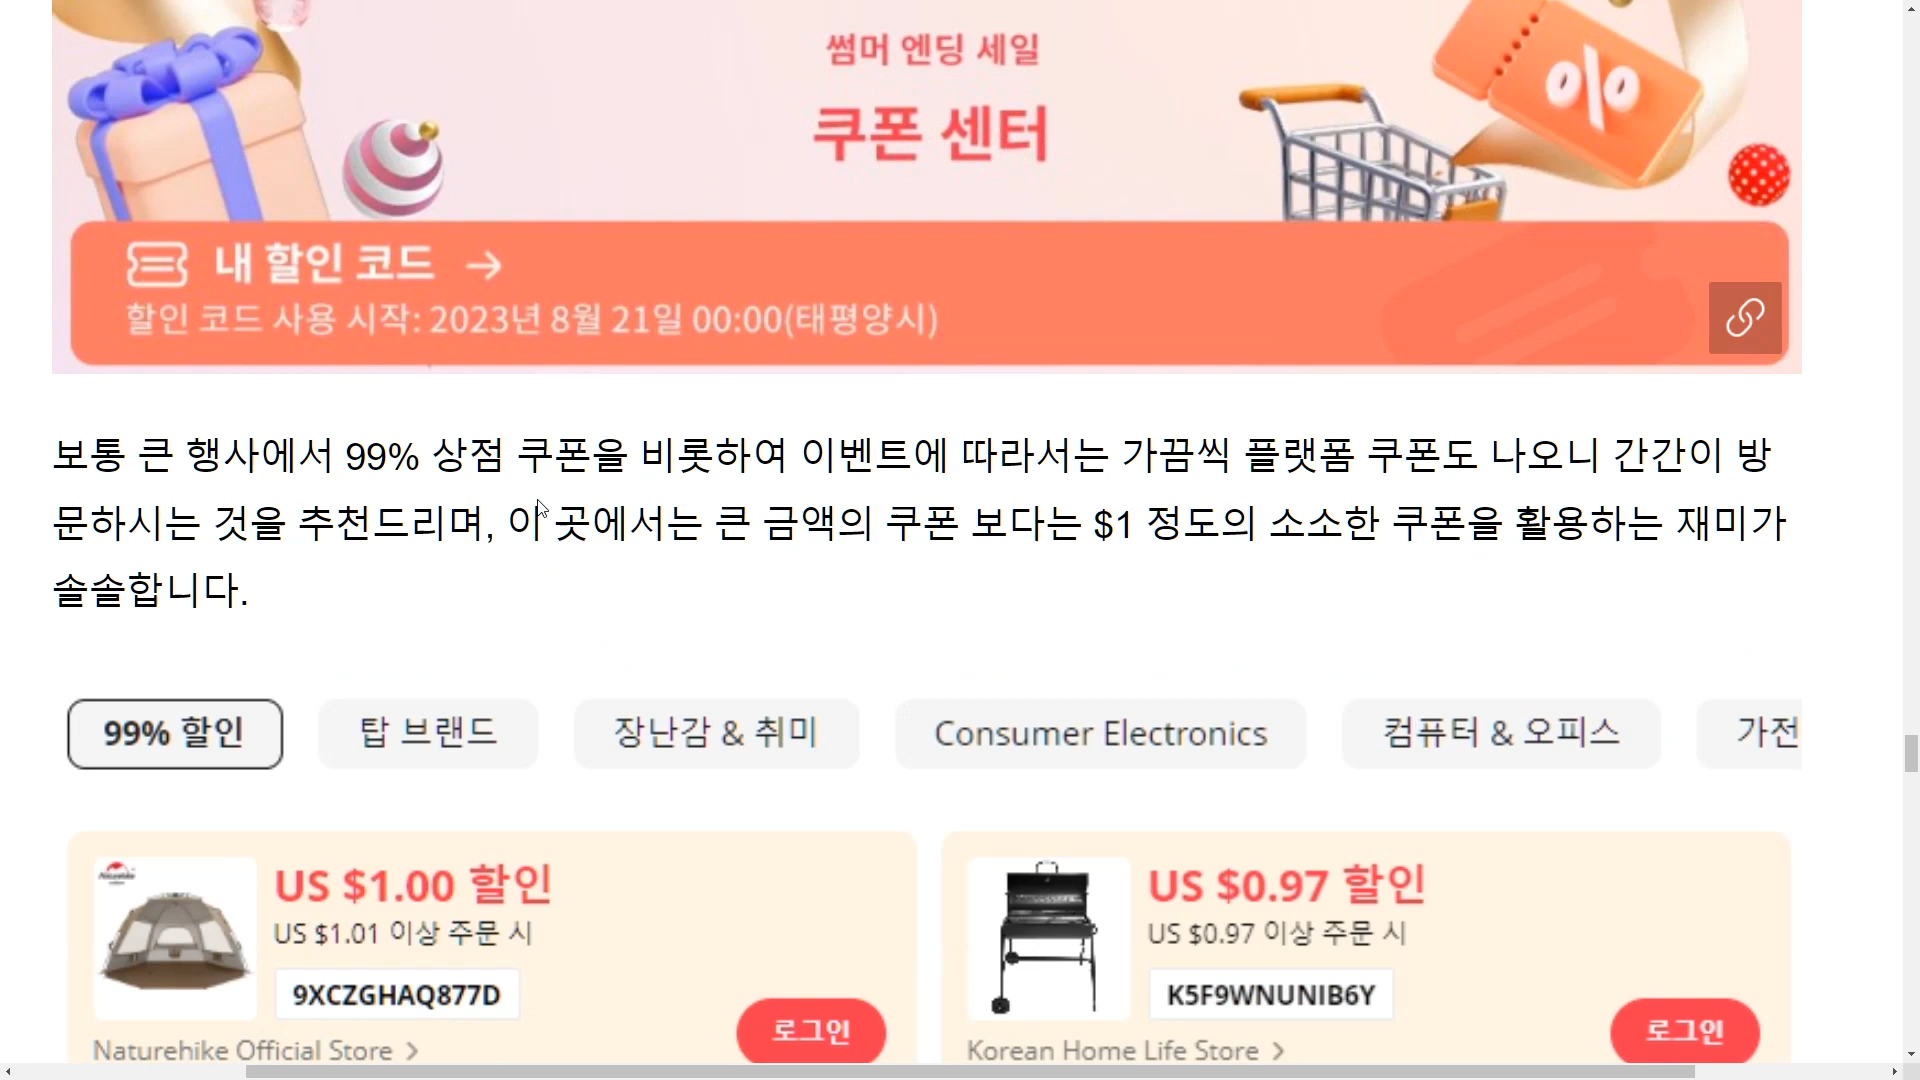 썸머 엔딩 세일
쿠폰 센터
%
내 할인 코드 →
할인 코드 사용 시작: 2023년 8월 21일 00:00(태평양시)
보통 큰 행사에서 99% 상점 쿠폰을 비롯하여 이벤트에 따라서는 가끔씩 플랫폼 쿠폰도 나오니 간간이 방
문하시는 것을 추천드리며, 이 곳에서는 큰 금액의 쿠폰 보다는 $1 정도의 소소한 쿠폰을 활용하는 재미가
솔솔합니다.
99% 할인 탑 브랜드 장난감 & 취미 Consumer Electronics 컴퓨터 & 오피스 가전
Naturehike
US $1.00 할인
US $1.01 이상 주문 시
9XCZGHAQ877D
로그인
Naturehike Official Store >
US $0.97 할인
US $0.97 이상 주문 시
K5F9WNUNIB6Y
로그인
Korean Home Life Store >